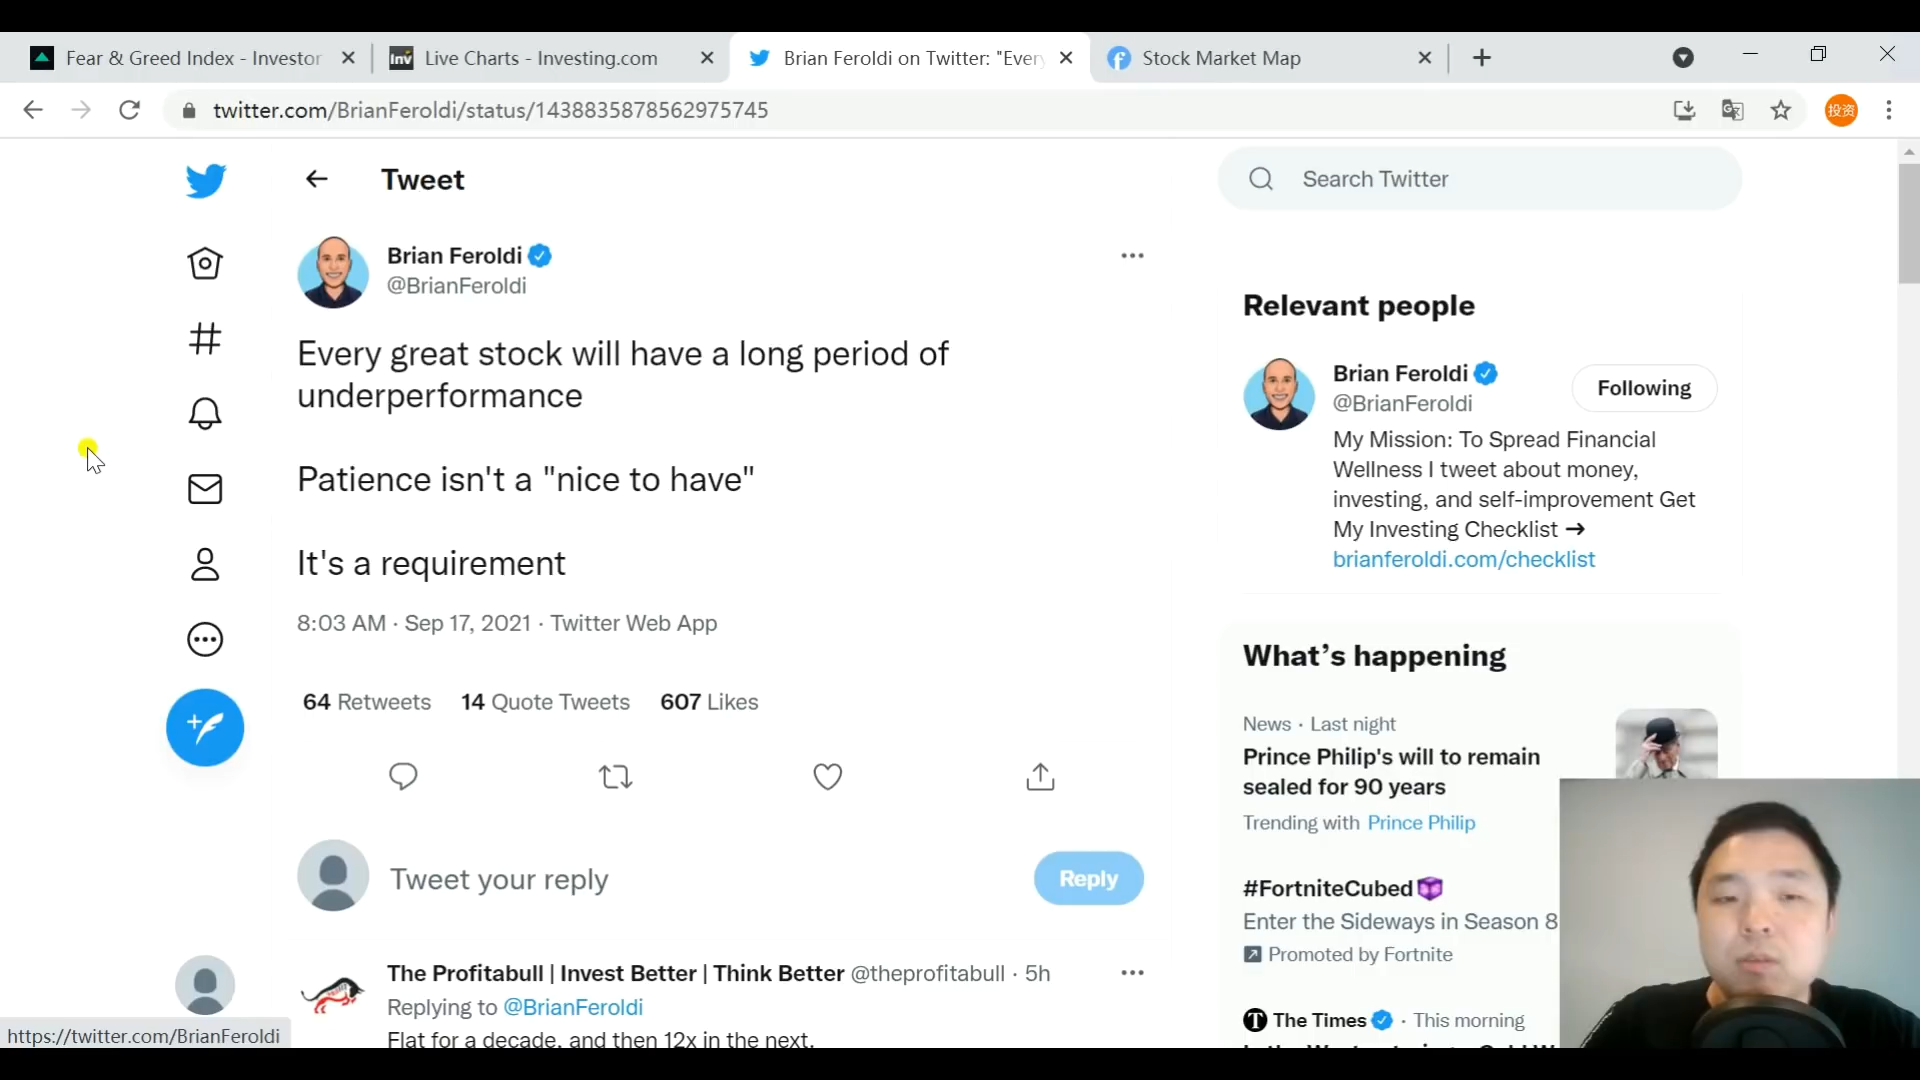 Fear & Greed Index - Investor
Live Charts - Investing.com
Brian Feroldi on Twitter: "Every
Stock Market Map
twitter.com/BrianFeroldi/status/1438835878562975745
投资
Tweet
Search Twitter
Brian Feroldi
@BrianFeroldi
Every great stock will have a long period of
underperformance
Patience isn't a "nice to have"
It's a requirement
8:03 AM · Sep 17, 2021 · Twitter Web App
64 Retweets 14 Quote Tweets 607 Likes
Tweet your reply
Reply
The Profitabull | Invest Better | Think Better @theprofitabull · 5h
Replying to @BrianFeroldi
Flat for a decade, and then 12x in the next.
https://twitter.com/BrianFeroldi
Relevant people
Brian Feroldi
@BrianFeroldi
Following
My Mission: To Spread Financial
Wellness I tweet about money,
investing, and self-improvement Get
My Investing Checklist →
brianferoldi.com/checklist
What's happening
News · Last night
Prince Philip's will to remain
sealed for 90 years
Trending with Prince Philip
#FortniteCubed
Enter the Sideways in Season 8
Promoted by Fortnite
The Times · This morning